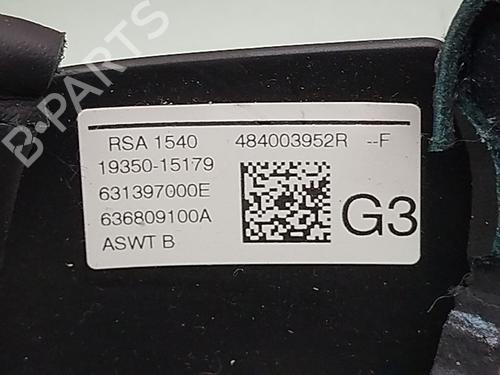 RSA 1540 484003952R --F
19350-15179
631397000E
636809100A
ASWT B
G3
B-PARTS